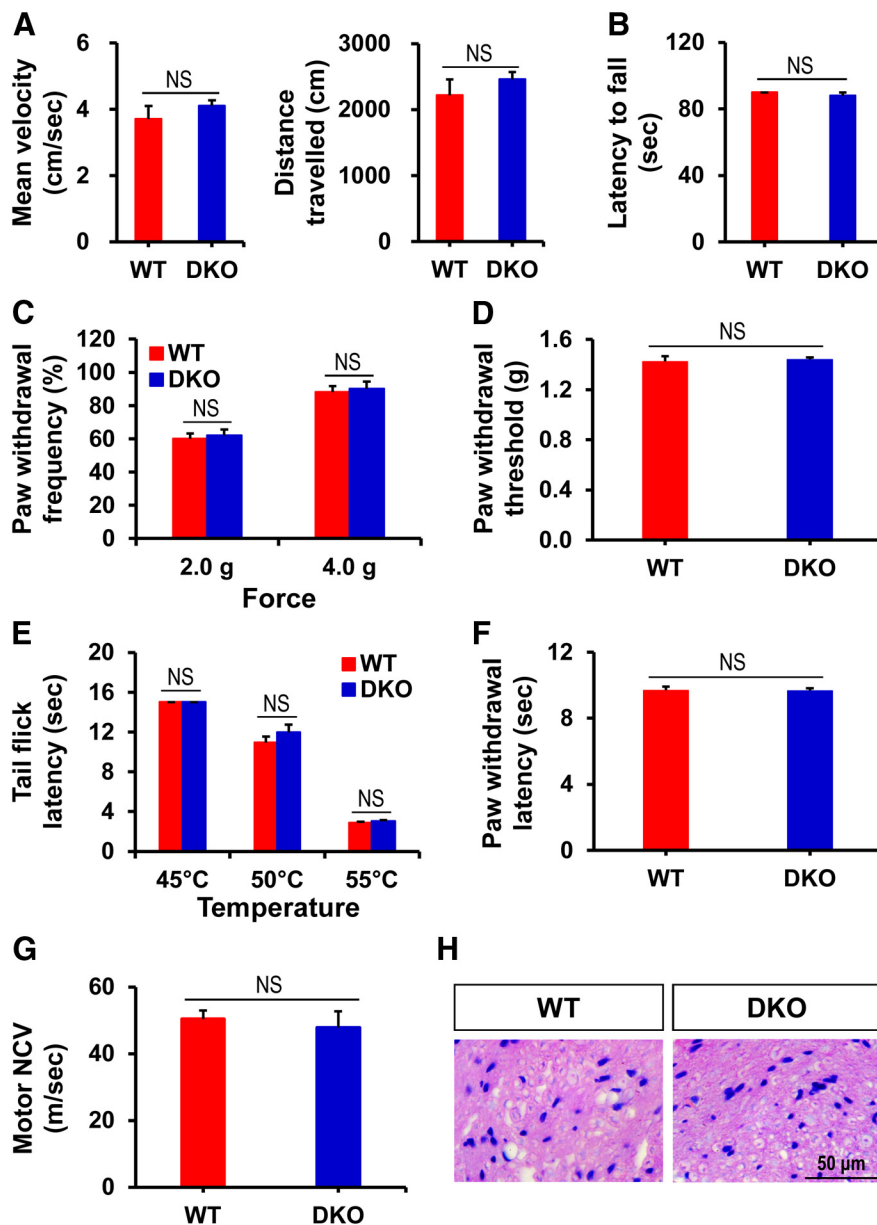 A
Mean velocity
(cm/sec)
6
4
2
0
NS
WT DKO
Distance
travelled (cm)
3000
2000
1000
0
NS
WT DKO
B
Latency to fall
(sec)
120
80
40
0
NS
WT DKO
C
Paw withdrawal
frequency (%)
120
100
80
60
40
20
0
WT
DKO
NS
NS
2.0 g 4.0 g
Force
D
Paw withdrawal
threshold (g)
1.6
1.2
0.8
0.4
0.0
NS
WT DKO
E
Tail flick
latency (sec)
20
16
12
8
4
0
WT
DKO
NS
NS
NS
45°C 50°C 55°C
Temperature
F
Paw withdrawal
latency (sec)
12
8
4
0
NS
WT DKO
G
Motor NCV
(m/sec)
60
40
20
0
NS
WT DKO
H
WT DKO
50 µm